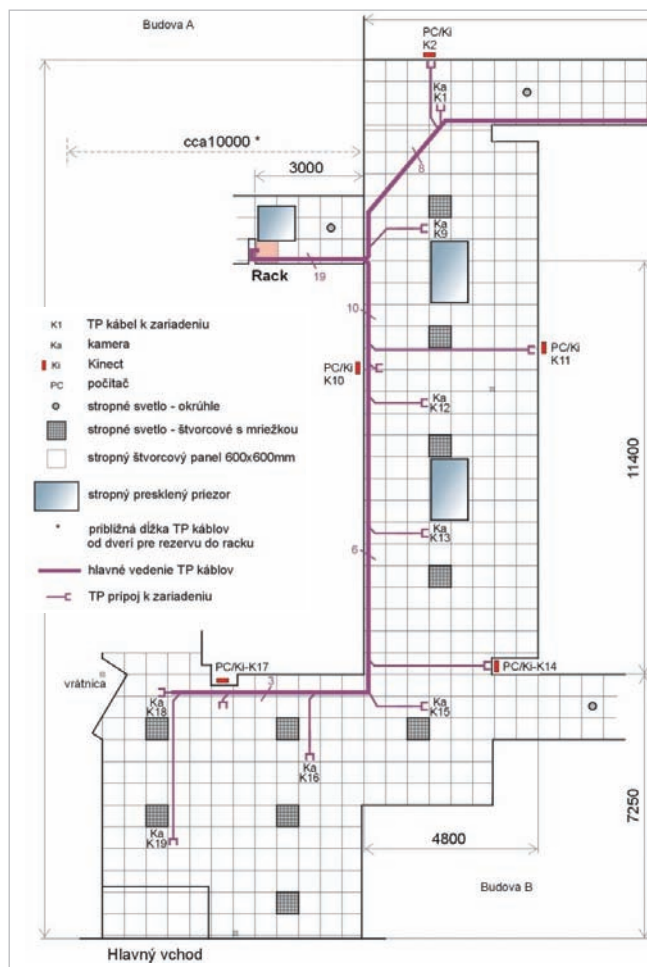 Budova A
PC/Ki
K2
Ka
K1
cca10000 *
3000
8
Ka
K9
Rack
19
10
K1 TP kábel k zariadeniu
Ka kamera
Ki Kinect
PC počítač
stropné svetlo - okrúhle
stropné svetlo - štvorcové s mriežkou
stropný štvorcový panel 600x600mm
stropný presklený priezor
* približná dĺžka TP káblov
od dverí pre rezervu do racku
hlavné vedenie TP káblov
TP prípoj k zariadeniu
PC/Ki
K10
PC/Ki
K11
Ka
K12
11400
Ka
K13
6
PC/Ki-K14
PC/Ki-K17
3
vrátnica
Ka
K18
Ka
K15
Ka
K16
Ka
K19
7250
4800
Budova B
Hlavný vchod